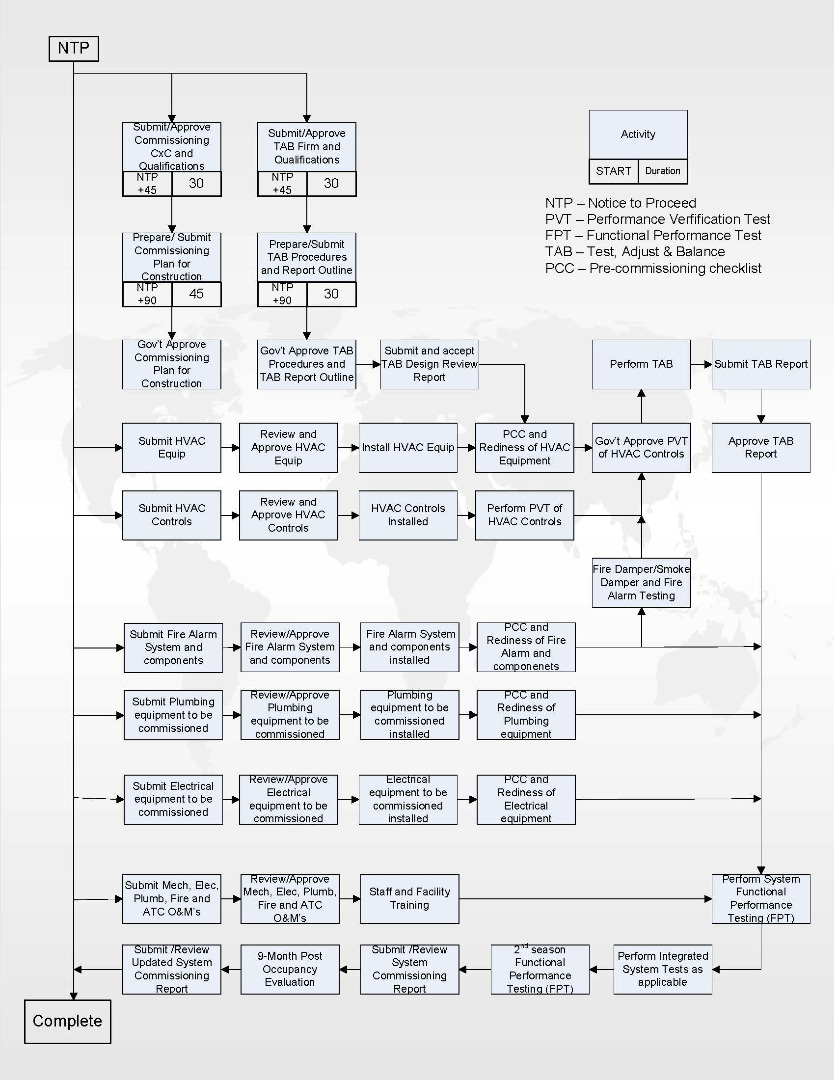 NTP
Submit/Approve
Commissioning
CxC and
Qualifications
NTP
+45
30
Submit/Approve
TAB Firm and
Qualifications
NTP
+45
30
Activity
START
Duration
NTP – Notice to Proceed
PVT – Performance Verfification Test
FPT – Functional Performance Test
TAB – Test, Adjust & Balance
PCC – Pre-commissioning checklist
Prepare/ Submit
Commissioning
Plan for
Construction
NTP
+90
45
Prepare/Submit
TAB Procedures
and Report Outline
NTP
+90
30
Gov't Approve
Commissioning
Plan for
Construction
Gov't Approve TAB
Procedures and
TAB Report Outline
Submit and accept
TAB Design Review
Report
Perform TAB
Submit TAB Report
Submit HVAC
Equip
Review and
Approve HVAC
Equip
Install HVAC Equip
PCC and
Rediness of HVAC
Equipment
Gov't Approve PVT
of HVAC Controls
Approve TAB
Report
Submit HVAC
Controls
Review and
Approve HVAC
Controls
HVAC Controls
Installed
Perform PVT of
HVAC Controls
Fire Damper/Smoke
Damper and Fire
Alarm Testing
Submit Fire Alarm
System and
components
Review/Approve
Fire Alarm System
and components
Fire Alarm System
and components
installed
PCC and
Rediness of Fire
Alarm and
componenets
Submit Plumbing
equipment to be
commissioned
Review/Approve
Plumbing
equipment to be
commissioned
Plumbing
equipment to be
commissioned
installed
PCC and
Rediness of
Plumbing
equipment
Submit Electrical
equipment to be
commissioned
Review/Approve
Electrical
equipment to be
commissioned
Electrical
equipment to be
commissioned
installed
PCC and
Rediness of
Electrical
equipment
Submit Mech, Elec,
Plumb, Fire and
ATC O&M's
Review/Approve
Mech, Elec, Plumb,
Fire and ATC
O&M's
Staff and Facility
Training
Perform System
Functional
Performance
Testing (FPT)
Submit /Review
Updated System
Commissioning
Report
9-Month Post
Occupancy
Evaluation
Submit /Review
System
Commissioning
Report
2nd season
Functional
Performance
Testing (FPT)
Perform Integrated
System Tests as
applicable
Complete